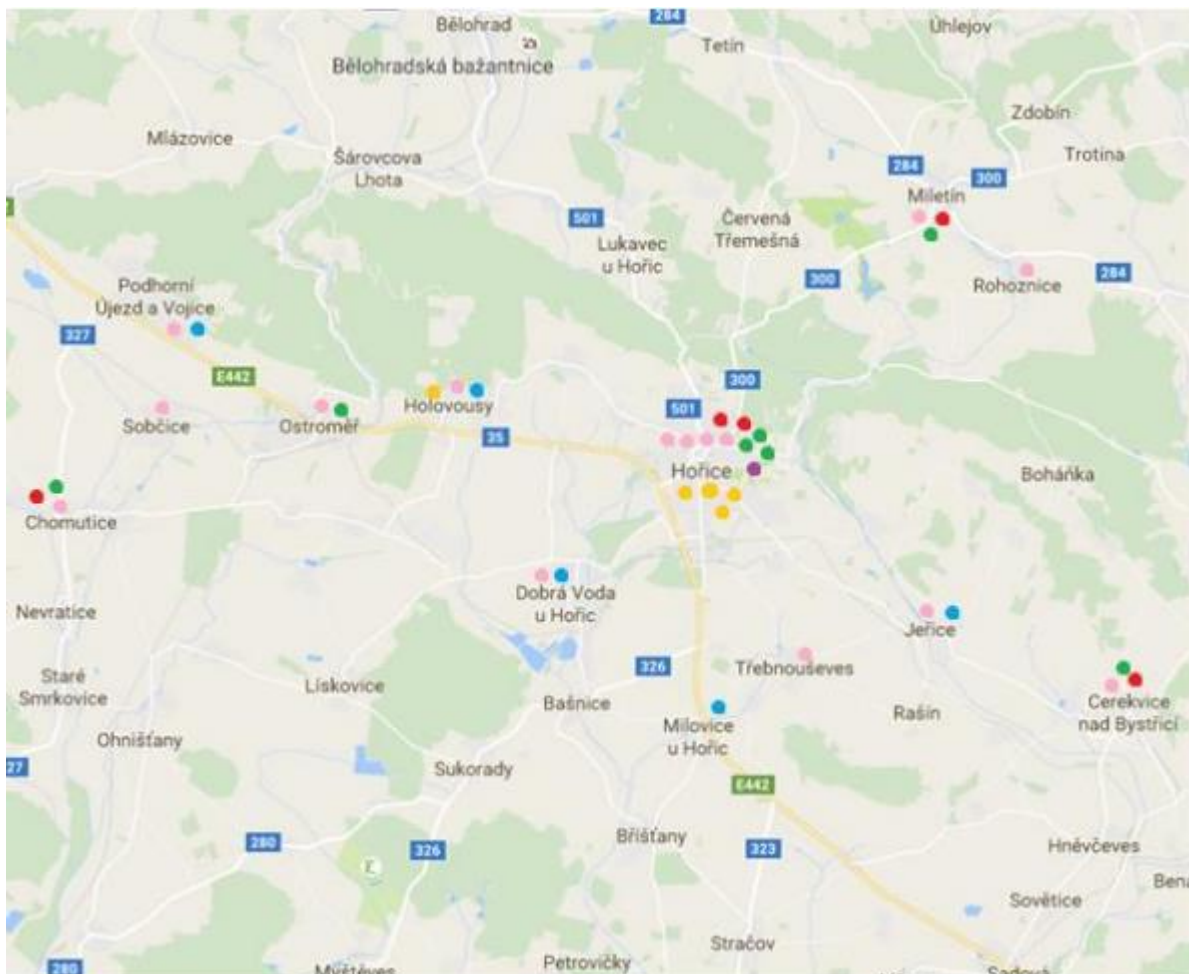 Bělohrad
284
Úhlejov
Tetín
Bělohradská bažantnice
Zdobín
Mlázovice
Trotina
Šárovcova
Lhota
284
300
Miletín
501
Červená
Třemešná
Lukavec
u Hořic
300
284
Rohoznice
Podhorní
Újezd a Vojice
327
E442
300
501
Holovousy
Sobčice
Ostroměř
35
Hořice
Boháňka
Chomutice
Dobrá Voda
u Hořic
Nevratice
Jeřice
326
Třebnouševes
Staré
Smrkovice
Lískovice
Bašnice
Cerekvice
nad Bystřicí
Rašín
Milovice
u Hořic
Ohnišťany
27
Sukorady
E442
Bříšťany
280
326
323
Hněvčeves
Bena
Sovětice
Stračov
Petrovičky
280
Myštěves
Sadová